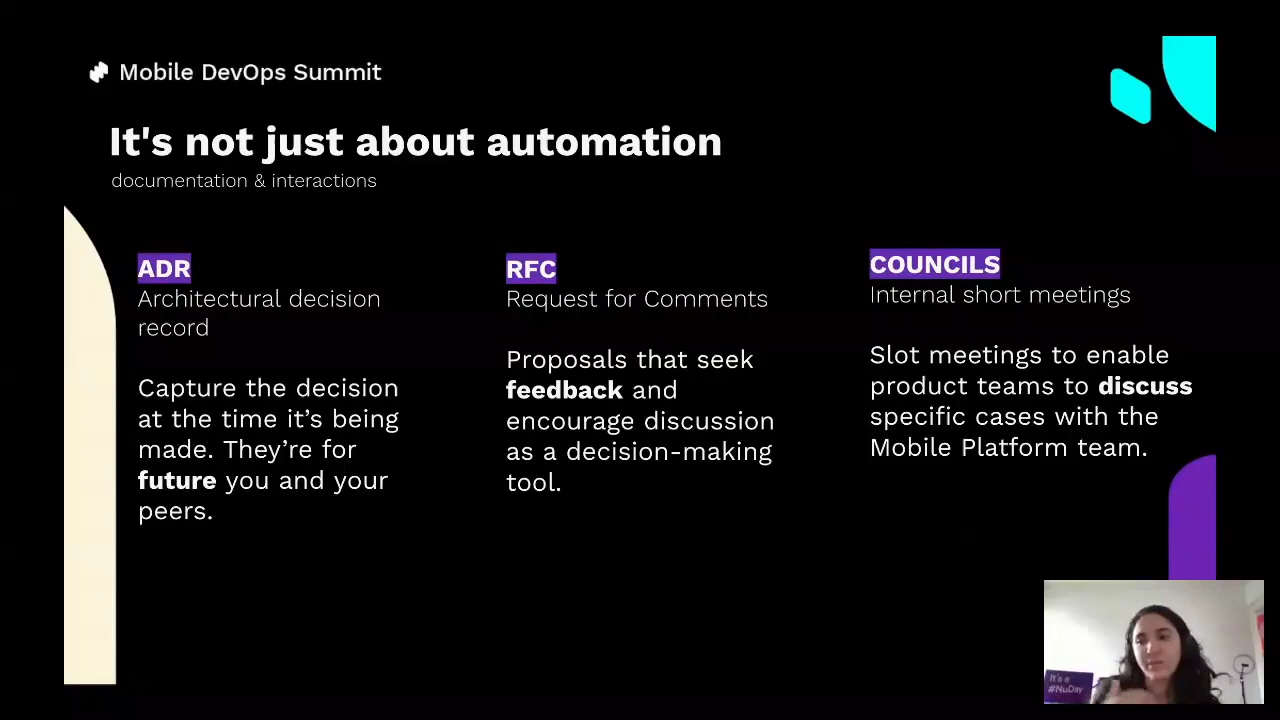 Mobile DevOps Summit
It's not just about automation
documentation & interactions
ADR
Architectural decision
record
Capture the decision
at the time it’s being
made. They’re for
future you and your
peers.
RFC
Request for Comments
Proposals that seek
feedback and
encourage discussion
as a decision-making
tool.
COUNCILS
Internal short meetings
Slot meetings to enable
product teams to discuss
specific cases with the
Mobile Platform team.
It's a
#NuDay